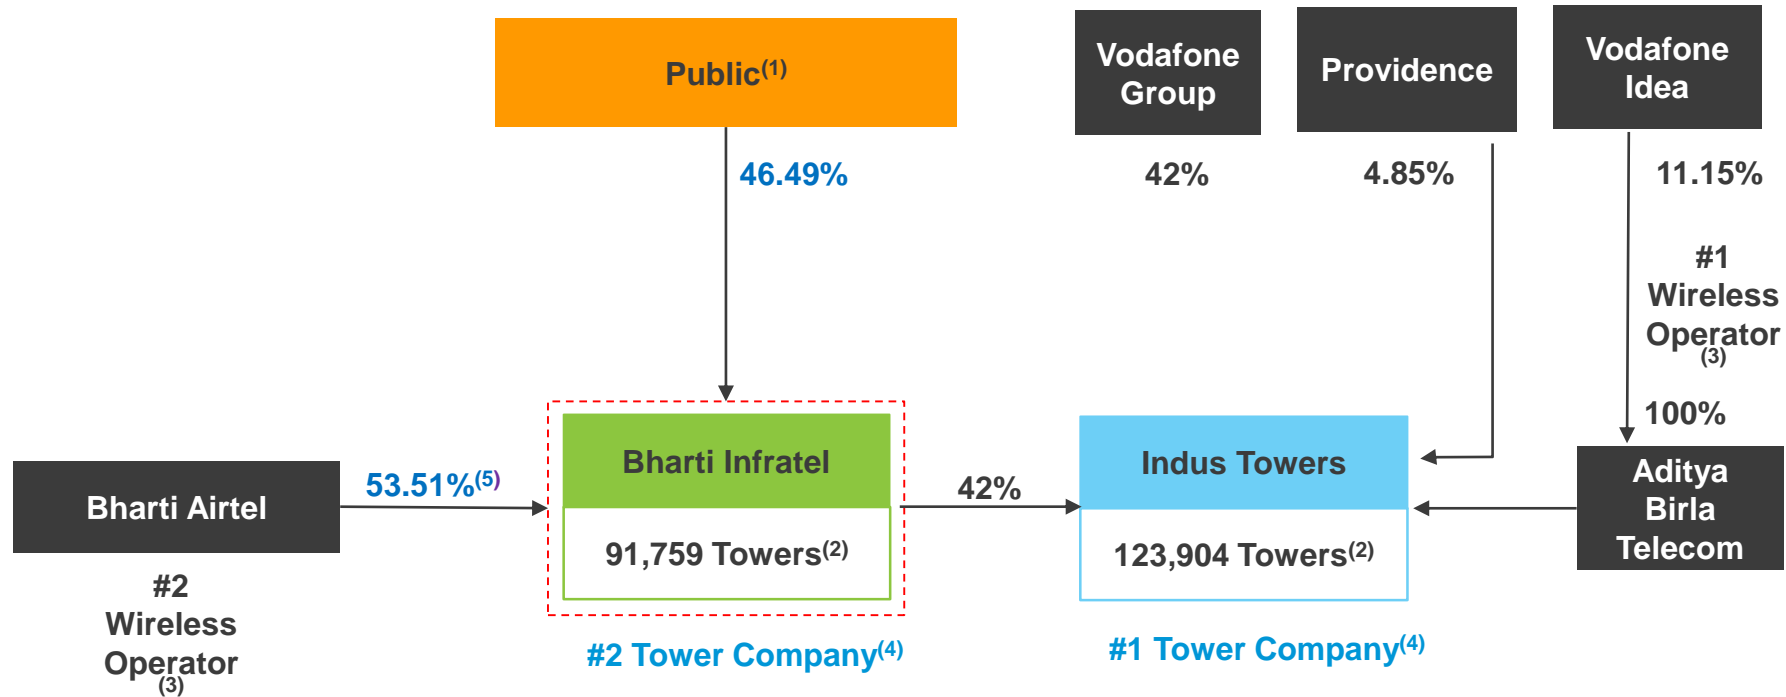 Public(1)
Vodafone
Group
Providence
Vodafone
Idea
46.49%
42%
4.85%
11.15%
#1
Wireless
Operator
(3)
100%
Bharti Airtel
#2
Wireless
Operator
(3)
53.51%(5)
Bharti Infratel
91,759 Towers(2)
#2 Tower Company(4)
42%
Indus Towers
123,904 Towers(2)
#1 Tower Company(4)
Aditya
Birla
Telecom